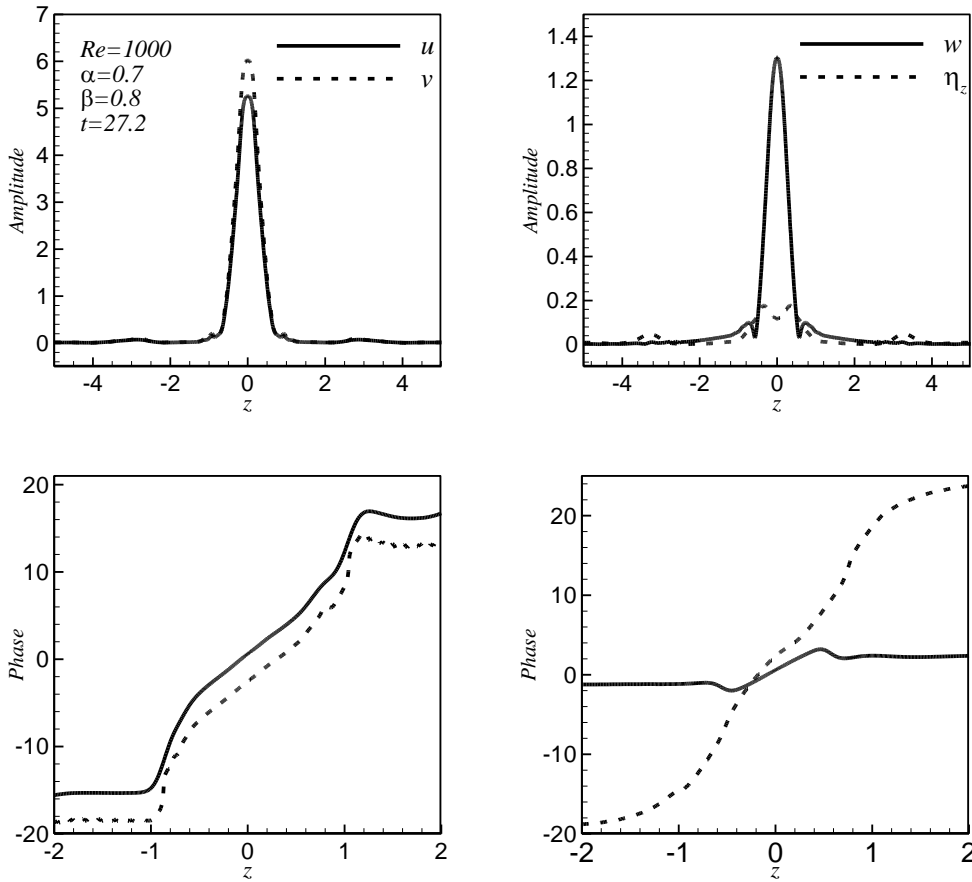 7
6
5
4
3
2
1
0
Amplitude
Re=1000
α=0.7
β=0.8
t=27.2
u
v
-4 -2 0 2 4
z
1.4
1.2
1
0.8
0.6
0.4
0.2
0
Amplitude
w
η_z
-4 -2 0 2 4
z
20
10
0
-10
-20
Phase
-2 -1 0 1 2
z
20
10
0
-10
-20
Phase
-2 -1 0 1 2
z